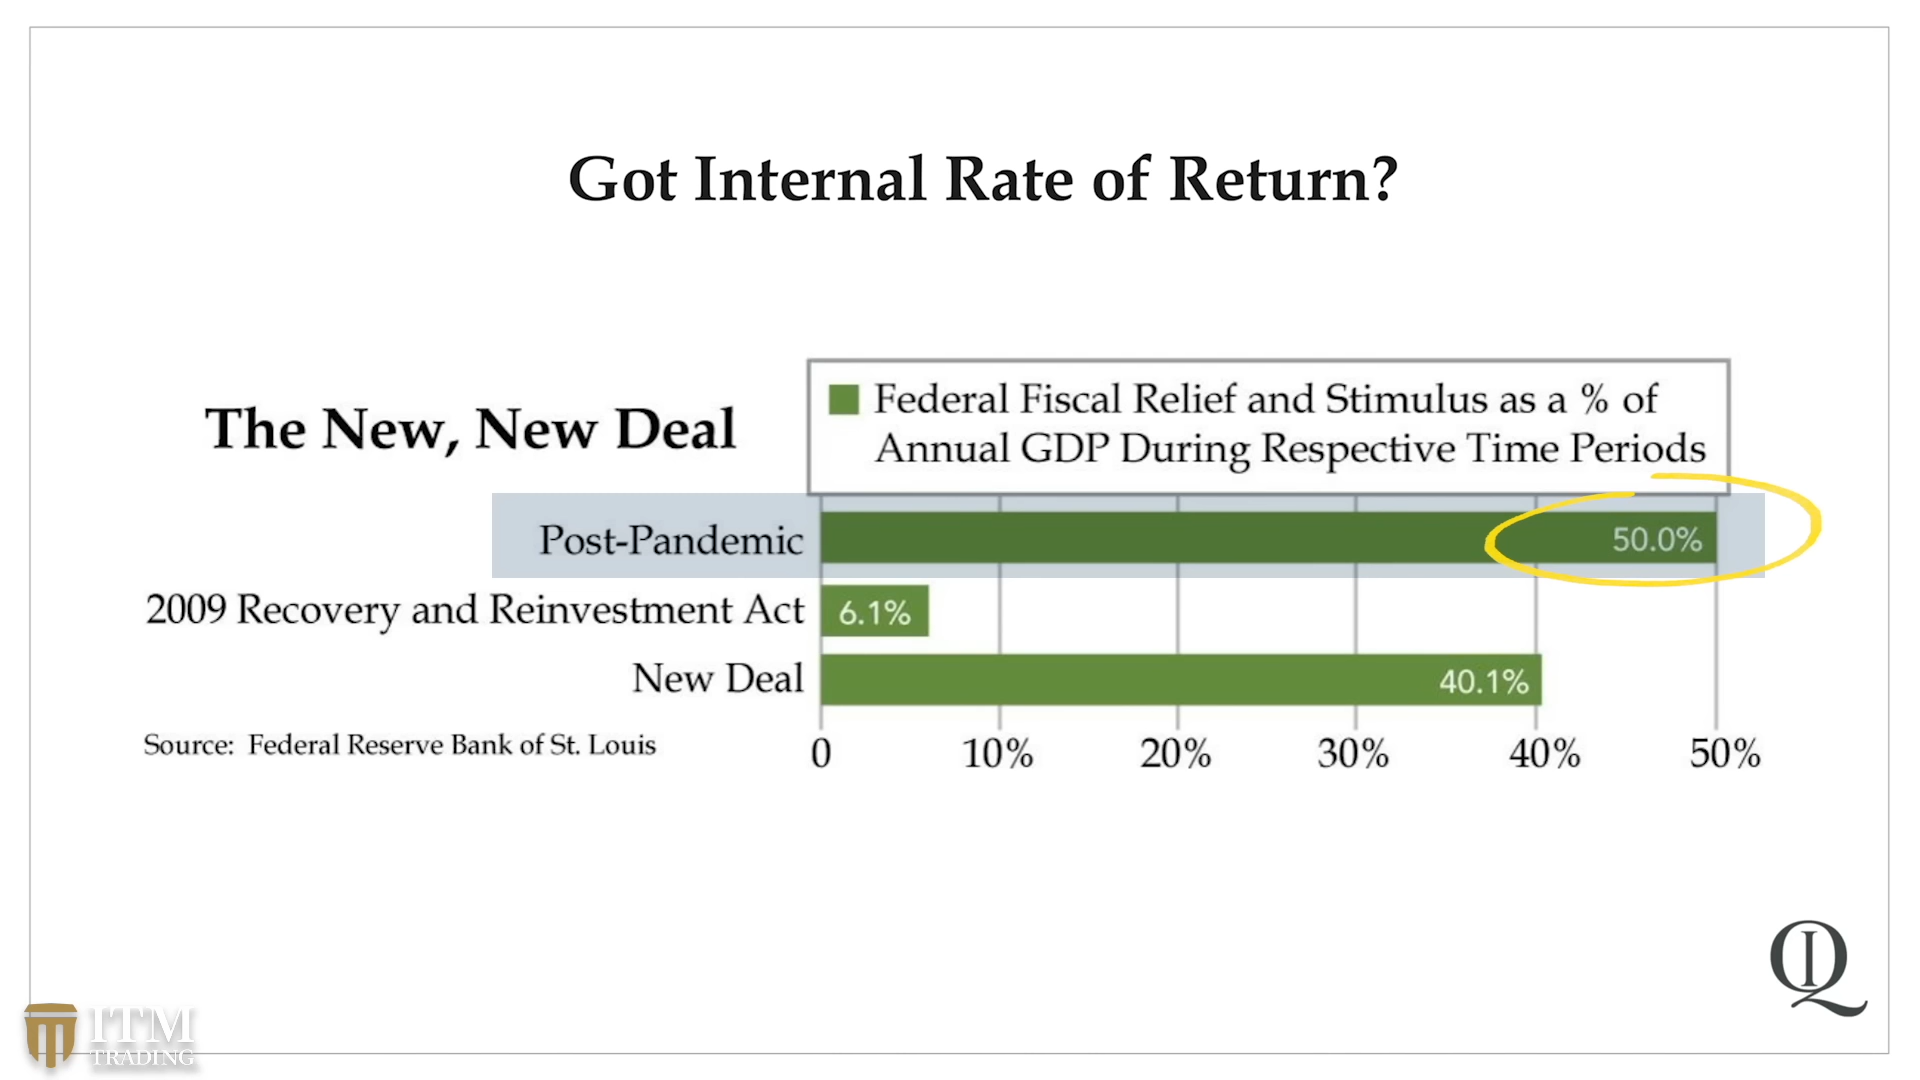 Got Internal Rate of Return?
The New, New Deal
Federal Fiscal Relief and Stimulus as a % of
Annual GDP During Respective Time Periods
Post-Pandemic
50.0%
2009 Recovery and Reinvestment Act
6.1%
New Deal
40.1%
Source: Federal Reserve Bank of St. Louis
0 10% 20% 30% 40% 50%
QI
ITM
TRADING